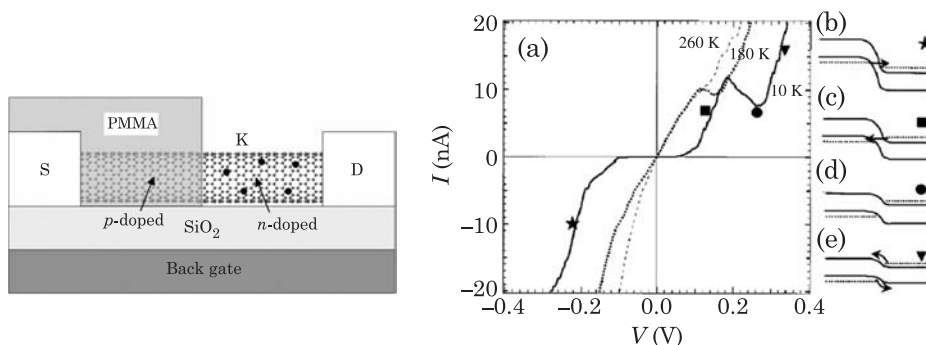 PMMA
K
S
D
p-doped
n-doped
SiO2
Back gate
(a)
260 K
180 K
10 K
20
10
0
−10
−20
−0.4
−0.2
0.0
0.2
0.4
I (nA)
V (V)
(b)
(c)
(d)
(e)